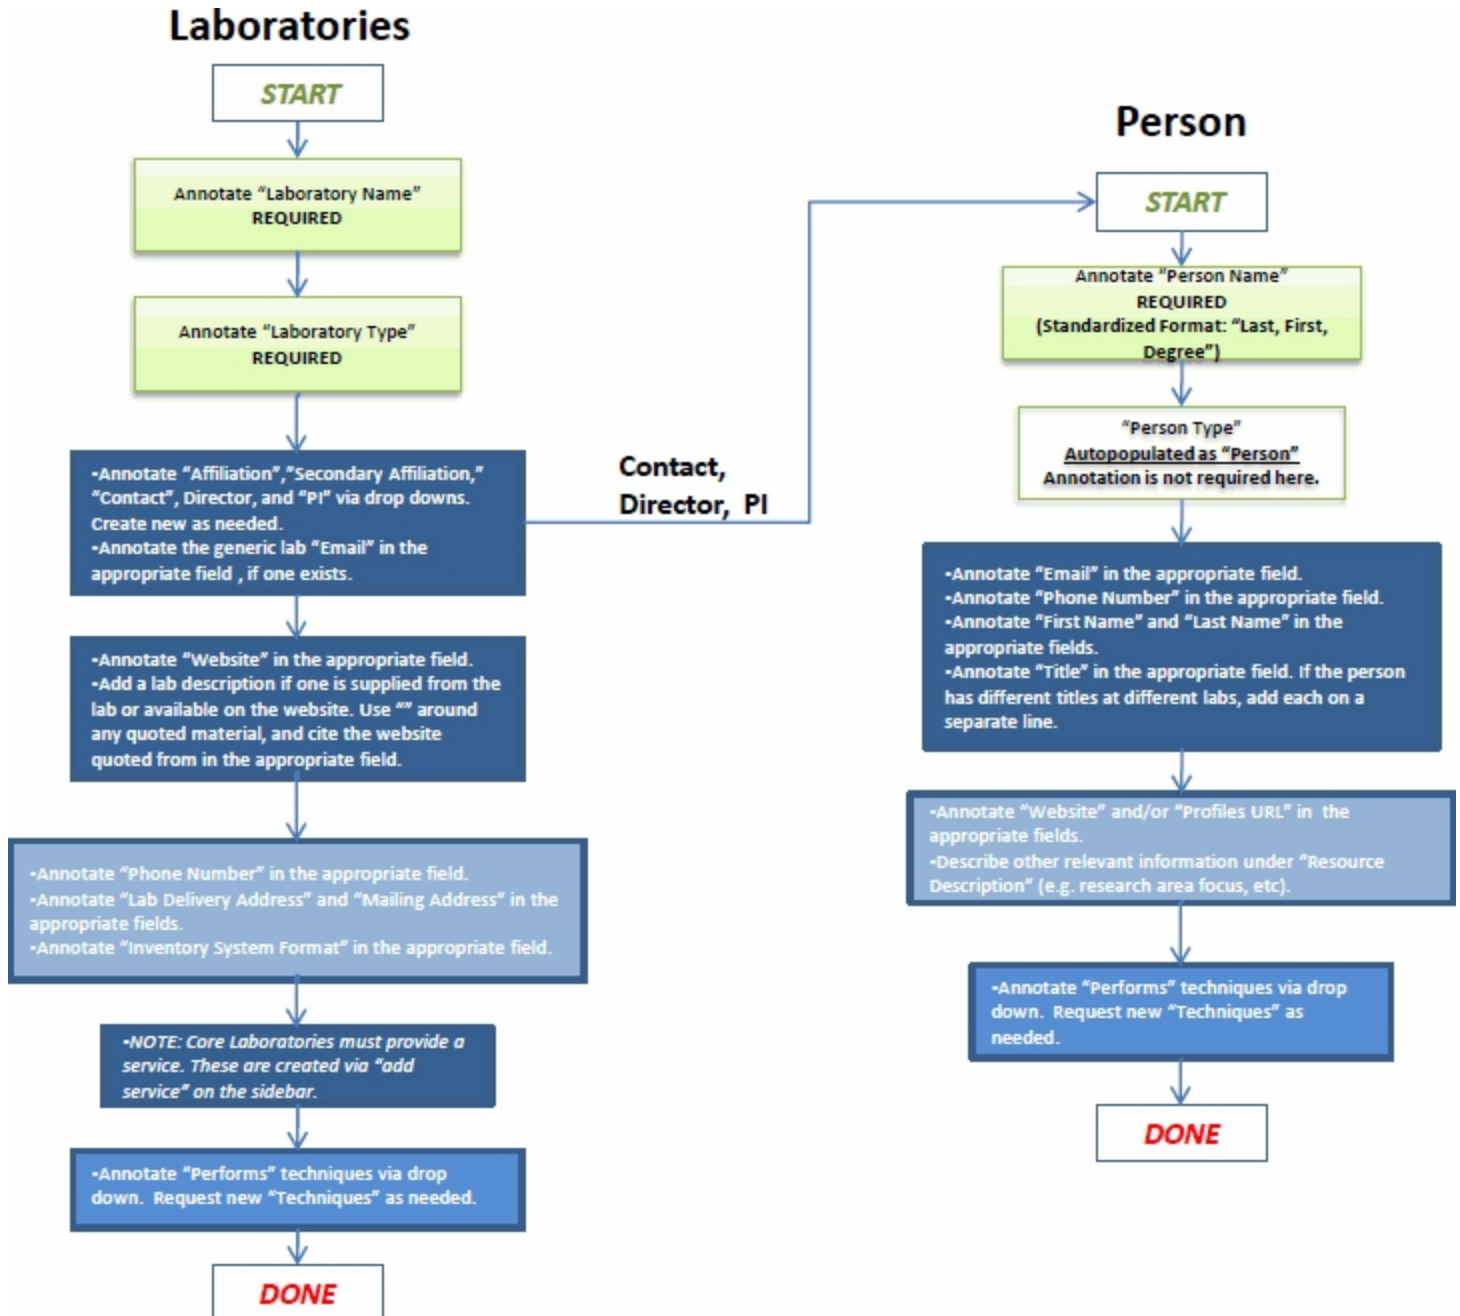 Laboratories
START
Annotate “Laboratory Name”
REQUIRED
Annotate “Laboratory Type”
REQUIRED
•Annotate “Affiliation”,“Secondary Affiliation,”
“Contact”, Director, and “PI” via drop downs.
Create new as needed.
•Annotate the generic lab “Email” in the
appropriate field , if one exists.
Contact,
Director, PI
•Annotate “Website” in the appropriate field.
•Add a lab description if one is supplied from the
lab or available on the website. Use “” around
any quoted material, and cite the website
quoted from in the appropriate field.
•Annotate “Phone Number” in the appropriate field.
•Annotate “Lab Delivery Address” and “Mailing Address” in the
appropriate fields.
•Annotate “Inventory System Format” in the appropriate field.
•NOTE: Core Laboratories must provide a
service. These are created via “add
service” on the sidebar.
•Annotate “Performs” techniques via drop
down. Request new “Techniques” as needed.
DONE
Person
START
Annotate “Person Name”
REQUIRED
(Standardized Format: “Last, First,
Degree”)
“Person Type”
Autopopulated as “Person”
Annotation is not required here.
•Annotate “Email” in the appropriate field.
•Annotate “Phone Number” in the appropriate field.
•Annotate “First Name” and “Last Name” in the
appropriate fields.
•Annotate “Title” in the appropriate field. If the person
has different titles at different labs, add each on a
separate line.
•Annotate “Website” and/or “Profiles URL” in the
appropriate fields.
•Describe other relevant information under “Resource
Description” (e.g. research area focus, etc).
•Annotate “Performs” techniques via drop
down. Request new “Techniques” as
needed.
DONE